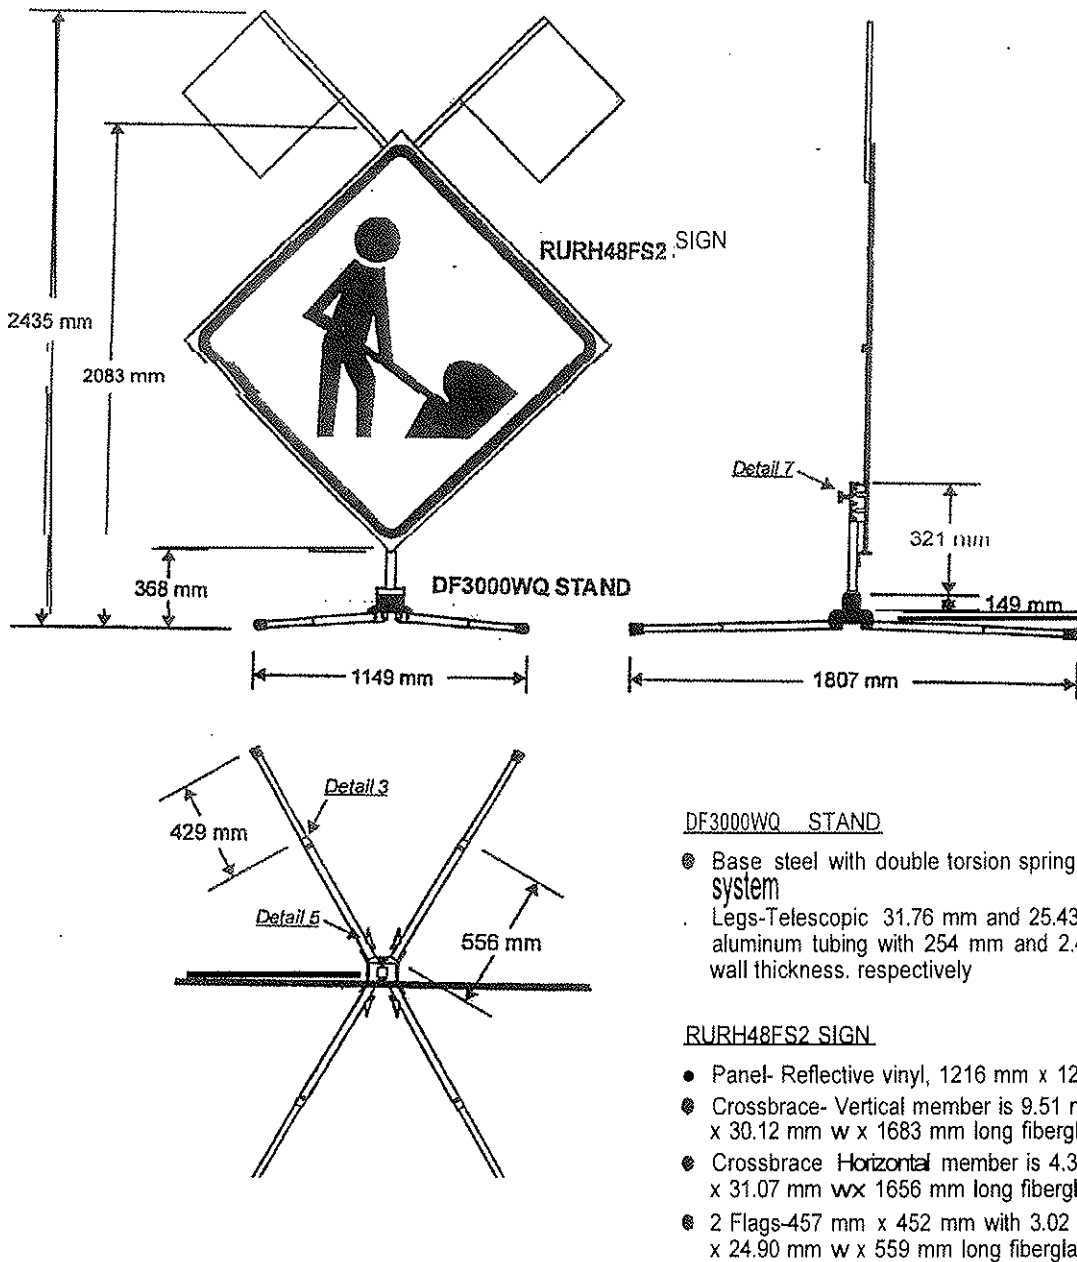 RURH48FS2 SIGN
2435 mm
2083 mm
Detail 7
321 mm
368 mm
DF3000WQ STAND
149 mm
1149 mm
1807 mm
Detail 3
429 mm
Detail 5
556 mm
DF3000WQ STAND
Base steel with double torsion spring
system
Legs-Telescopic 31.76 mm and 25.43
aluminum tubing with 254 mm and 2.4
wall thickness. respectively
RURH48FS2 SIGN
Panel- Reflective vinyl, 1216 mm x 12
Crossbrace- Vertical member is 9.51
x 30.12 mm w x 1683 mm long fibergl
Crossbrace Horizontal member is 4.3
x 31.07 mm wx 1656 mm long fibergl
2 Flags-457 mm x 452 mm with 3.02
x 24.90 mm w x 559 mm long fibergla